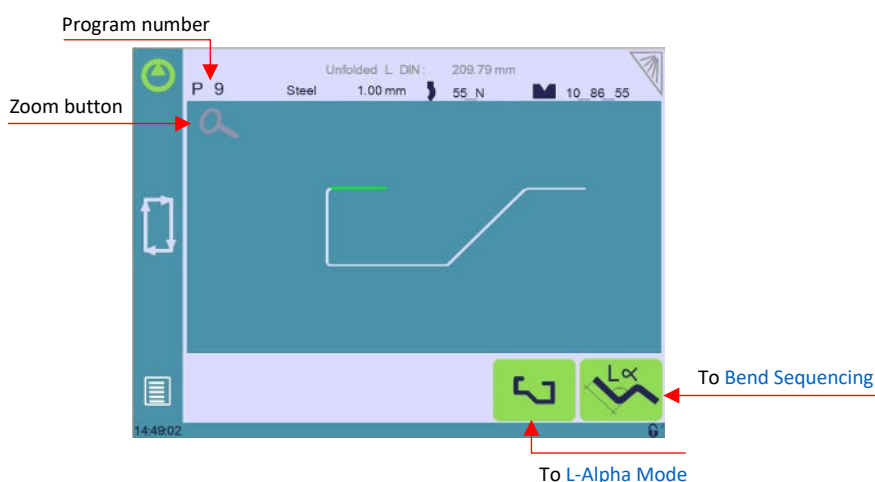 Program number
Unfolded L DIN: 209.79 mm
P 9 Steel 1.00 mm 55_N 10_86_55
Zoom button
Lα
To Bend Sequencing
14:49:02
To L-Alpha Mode